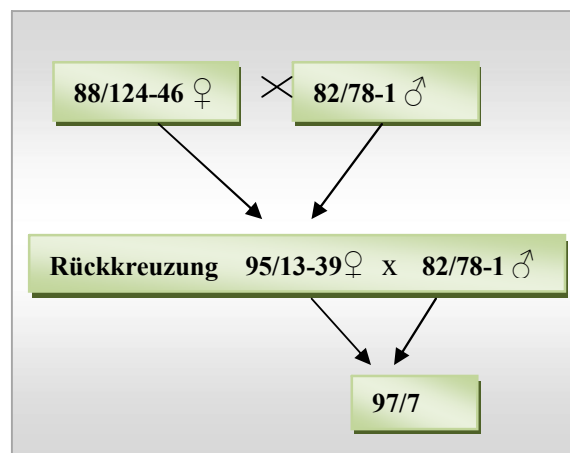 88/124-46 ♀ × 82/78-1 ♂
Rückkreuzung 95/13-39♀ x 82/78-1 ♂
97/7